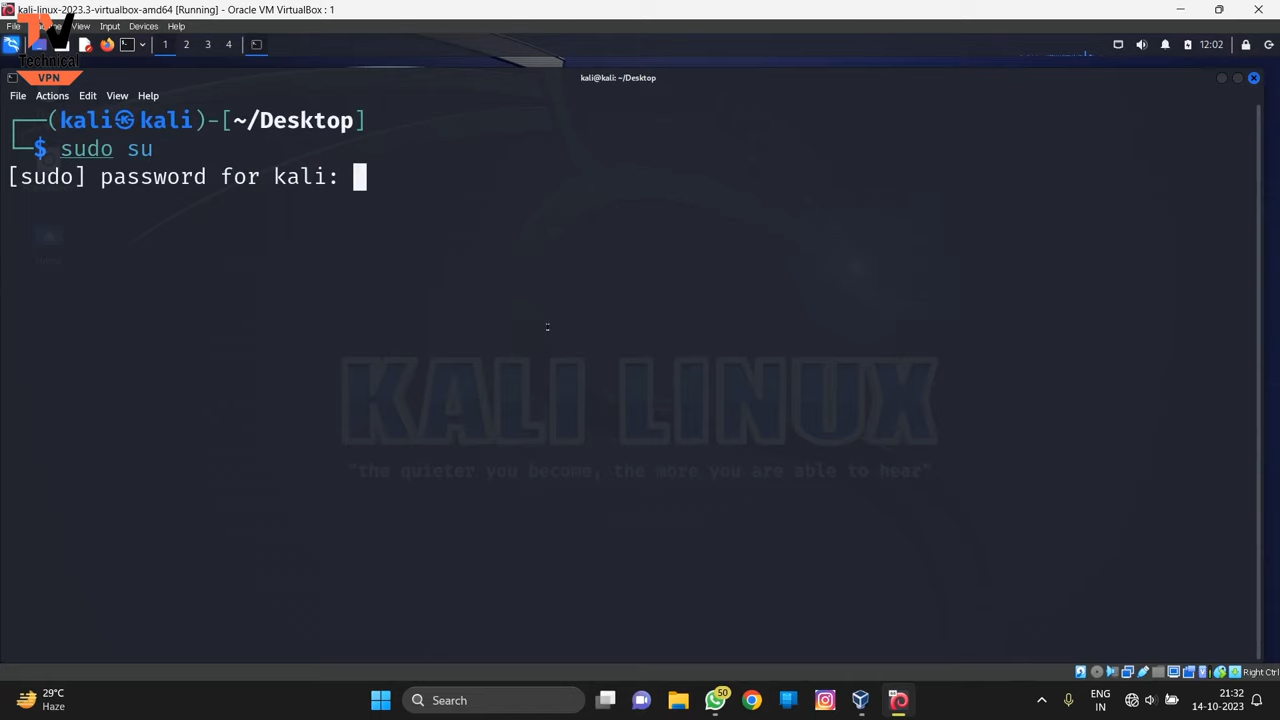 kali-linux-2023.3-virtualbox-amd64 [Running] - Oracle VM VirtualBox : 1
File View Input Devices Help
1 2 3 4 12:02
TV
Technical
VPN
kali@kali: ~/Desktop
File Actions Edit View Help
(kali㉿kali)-[~/Desktop]
$ sudo su
[sudo] password for kali:
KALI LINUX
"the quieter you become, the more you are able to hear"
Right Ctrl
29°C
Haze
Search
50
ENG
IN
21:32
14-10-2023